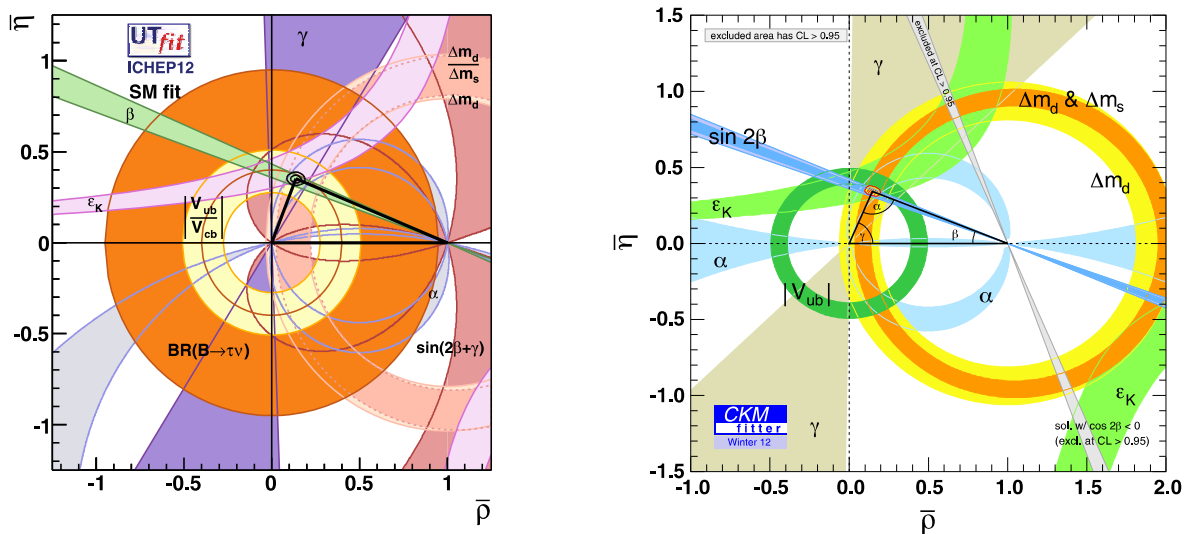 η̄
UT fit
ICHEP12
SM fit
γ
Δm_d
Δm_s
Δm_d
β
ε_K
|V_ub
V_cb|
α
BR(B→τν)
sin(2β+γ)
1
0.5
0
-0.5
-1
-1
-0.5
0
0.5
1
ρ̄
excluded area has CL > 0.95
excluded at CL > 0.95
γ
Δm_d & Δm_s
sin 2β
Δm_d
ε_K
α
α
γ
β
α
|V_ub|
ε_K
γ
CKM
fitter
Winter 12
sol. w/ cos 2β < 0
(excl. at CL > 0.95)
η̄
1.5
1.0
0.5
0.0
-0.5
-1.0
-1.5
-1.0
-0.5
0.0
0.5
1.0
1.5
2.0
ρ̄